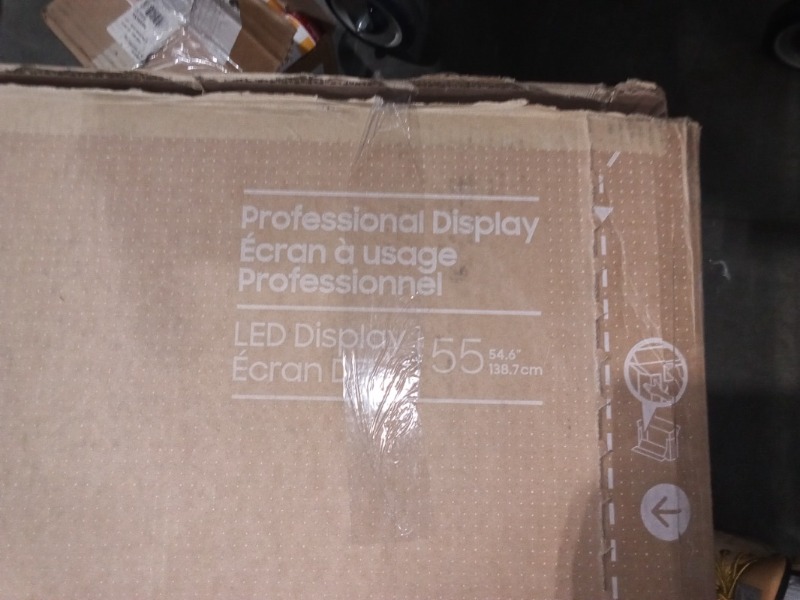 Professional Display
Écran à usage
Professionnel
LED Display
Écran
55
54.6"
138.7cm